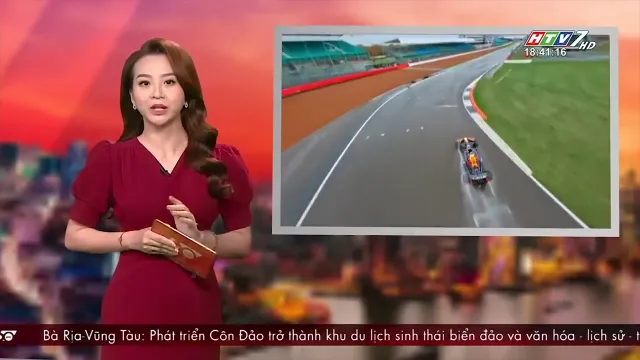 HTV7 HD
18:41:16
Bà Rịa-Vũng Tàu: Phát triển Côn Đảo trở thành khu du lịch sinh thái biển đảo và văn hóa - lịch sử -